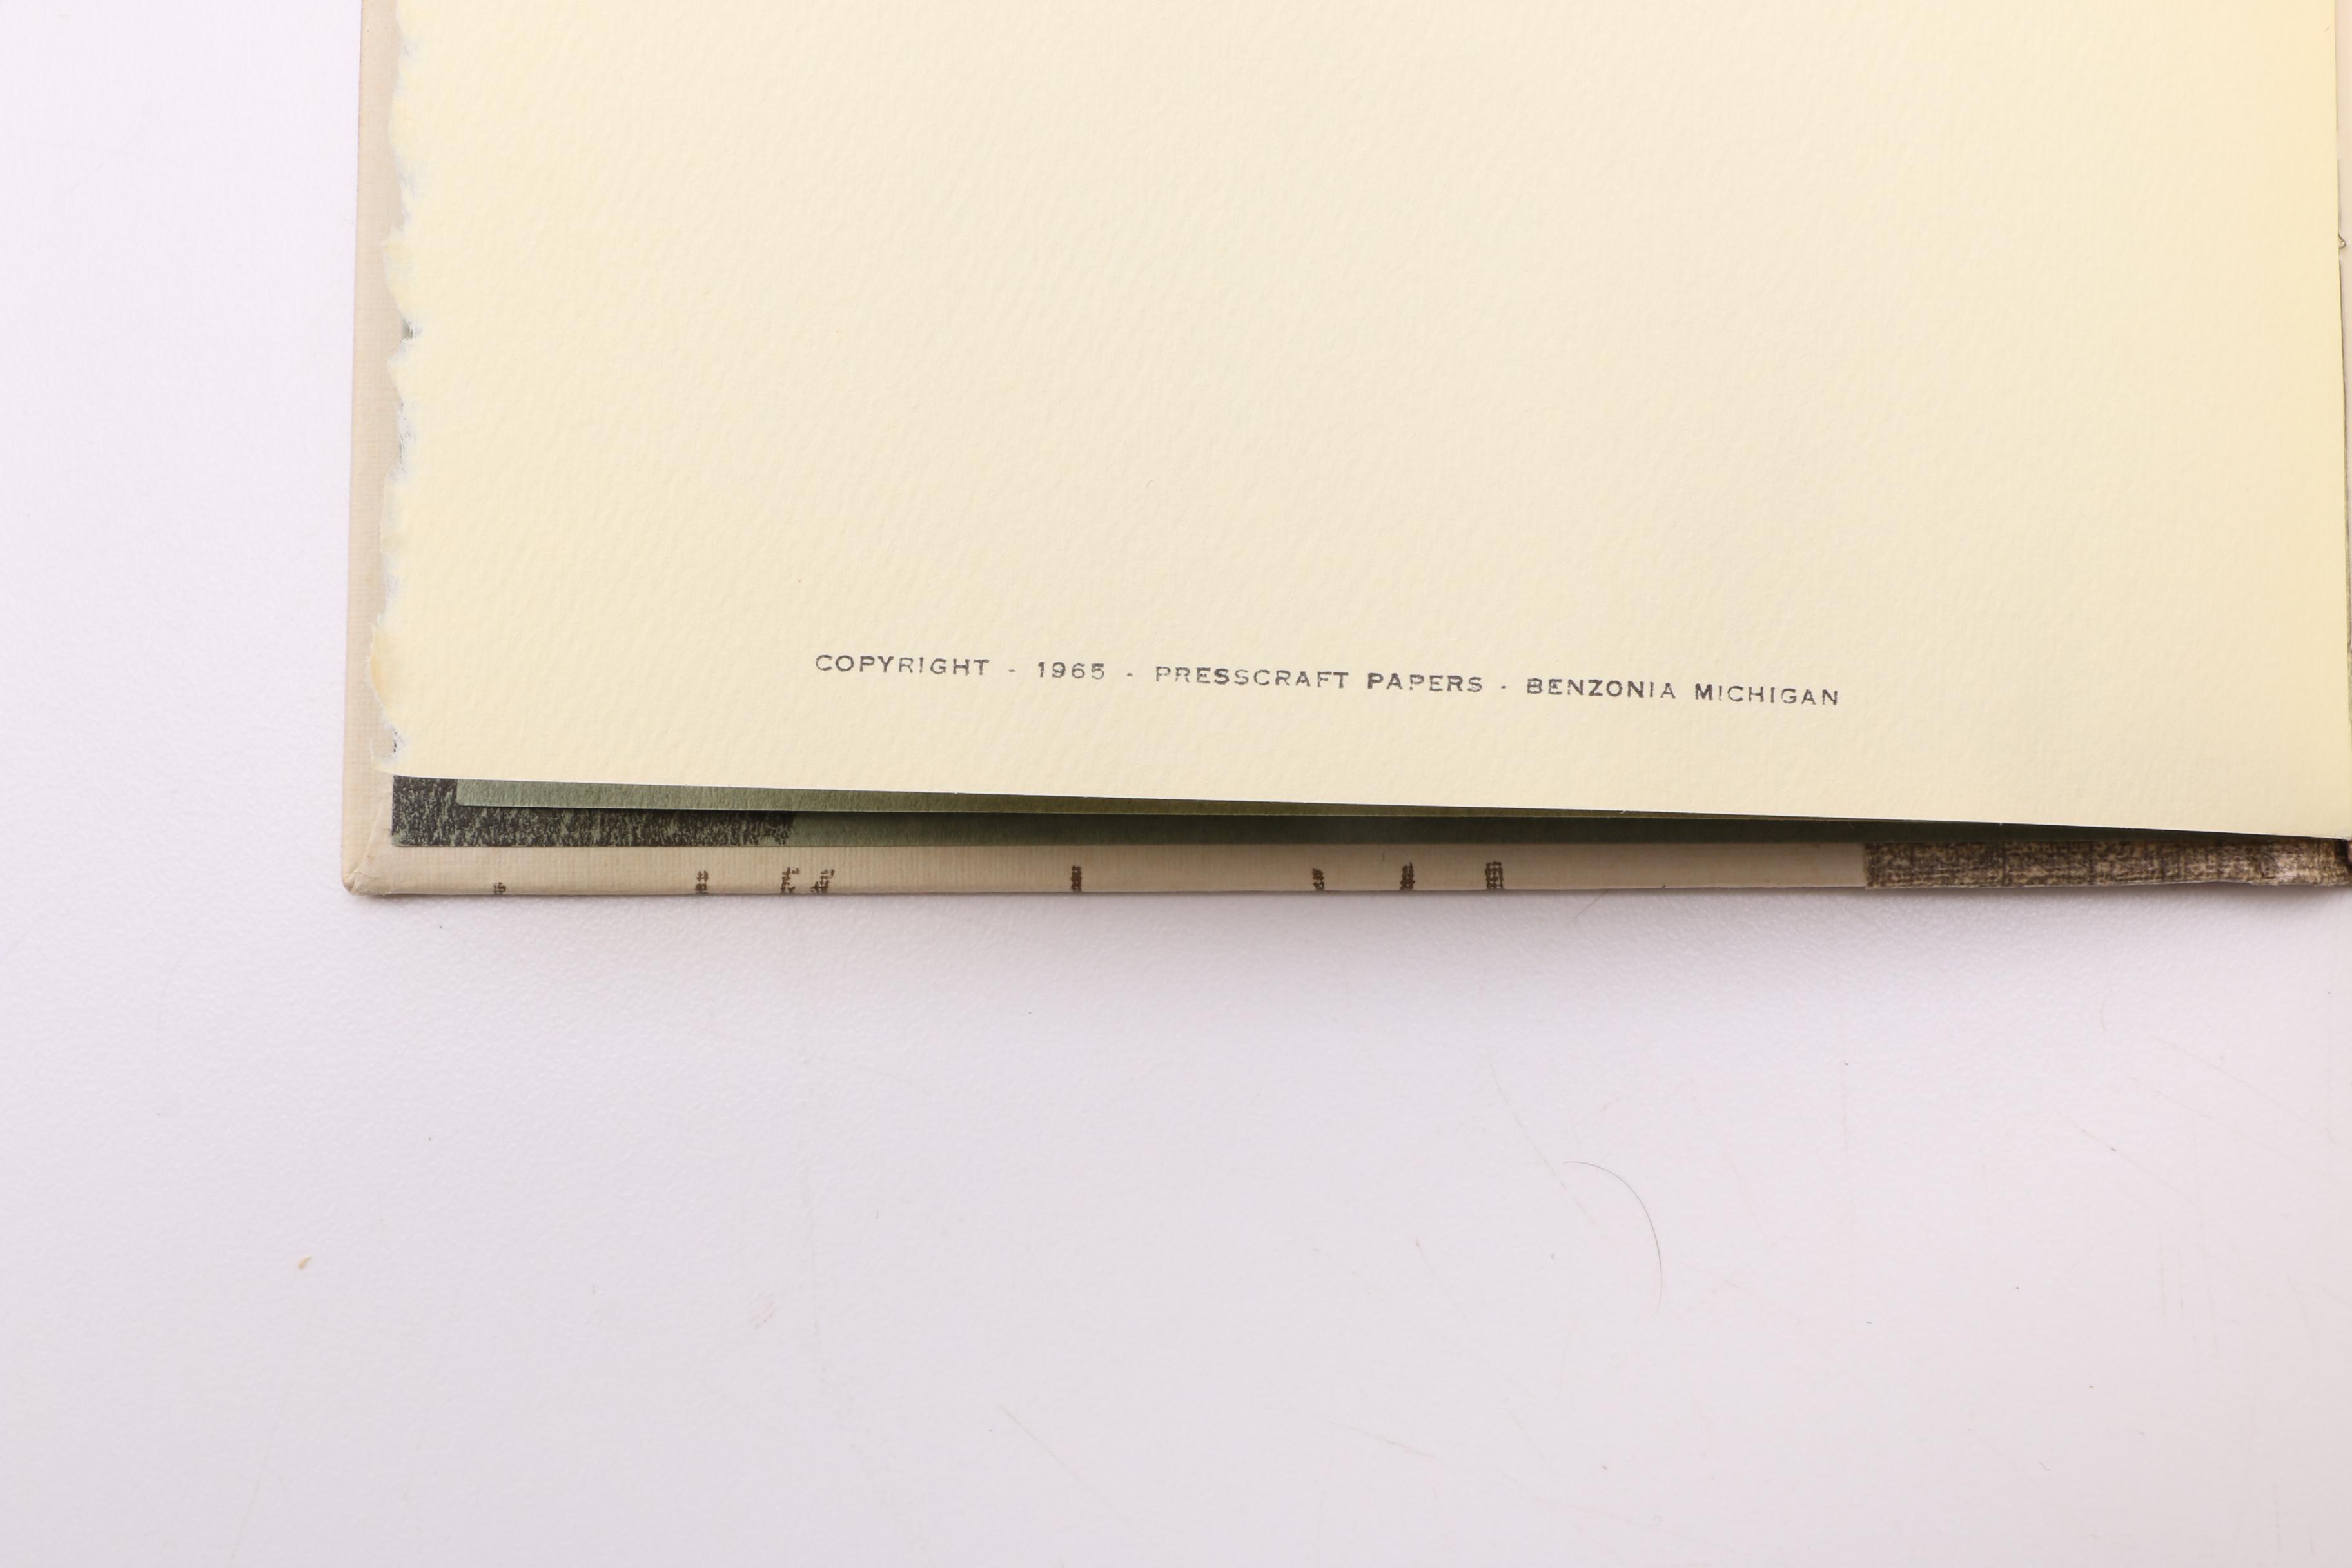 COPYRIGHT - 1965 - PRESSCRAFT PAPERS - BENZONIA MICHIGAN